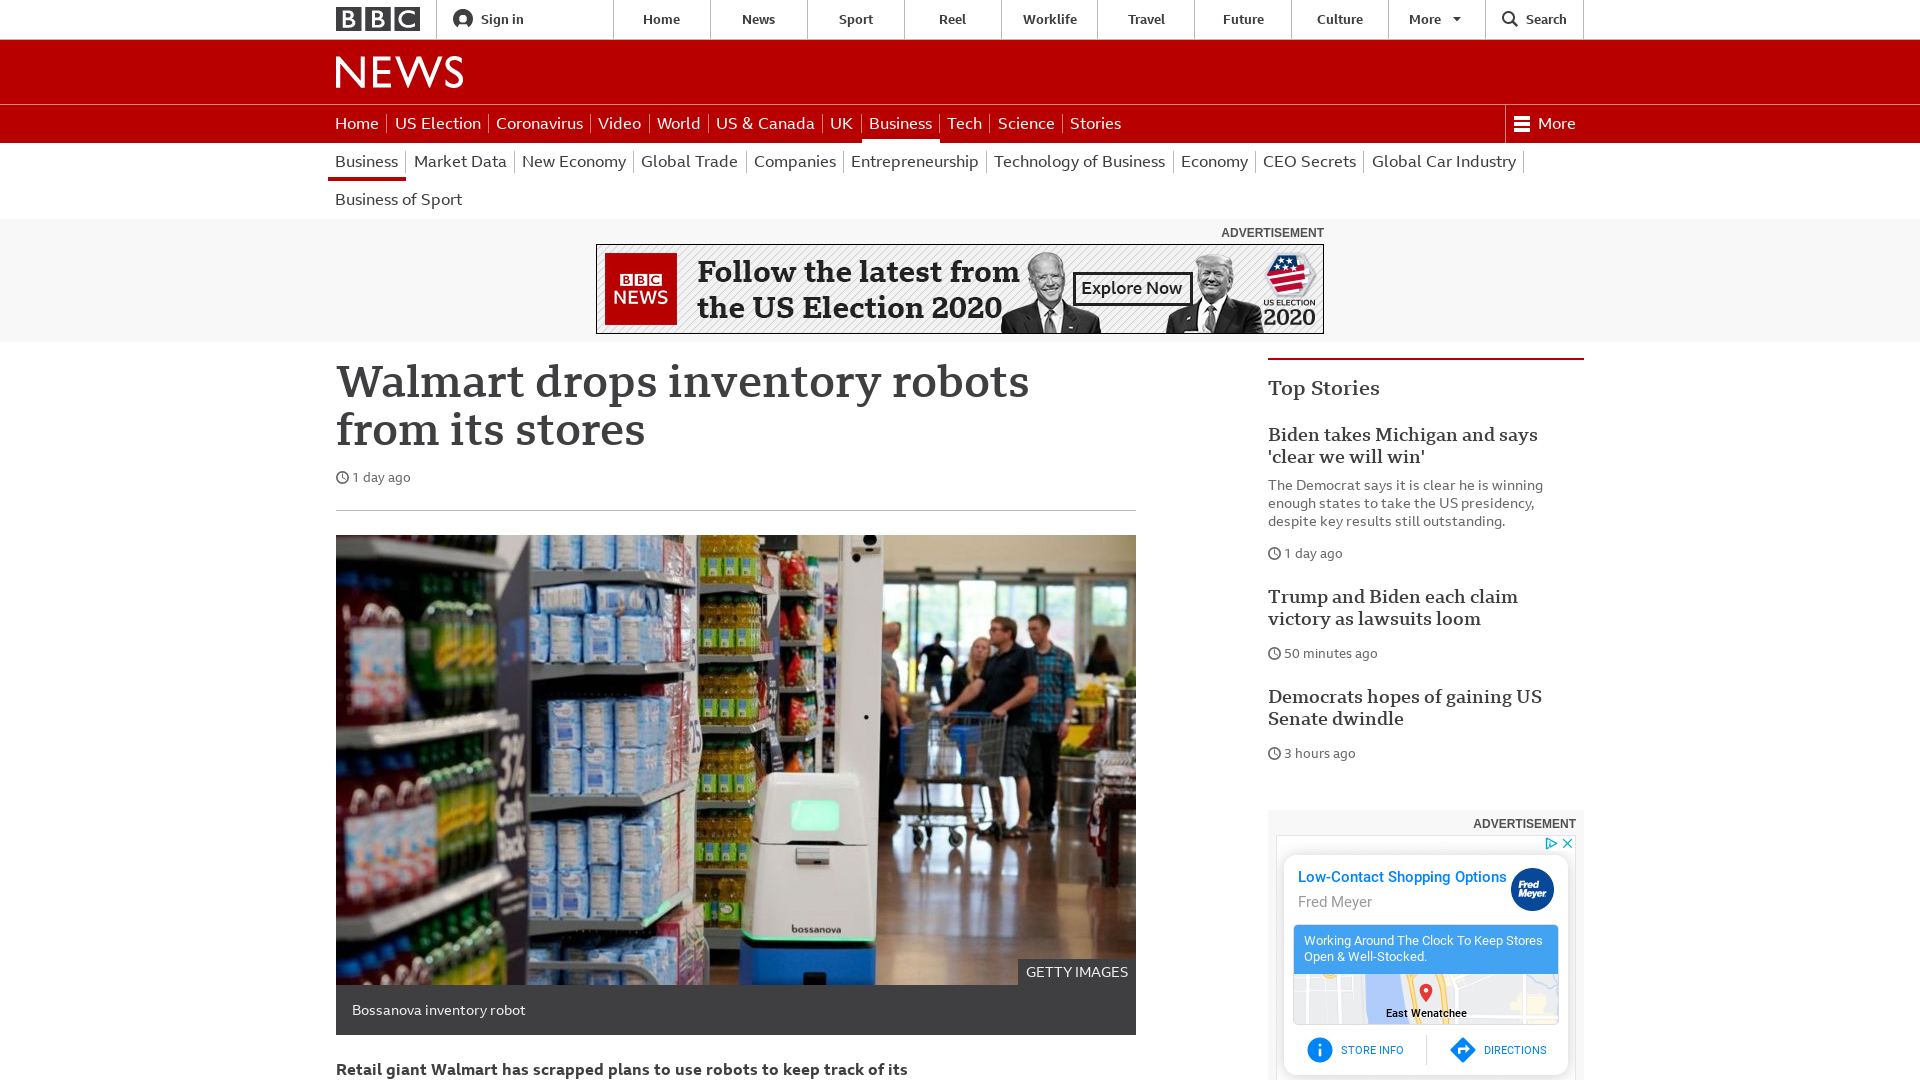 BBC
Sign in
Home
News
Sport
Reel
Worklife
Travel
Future
Culture
More
Search
NEWS
Home
US Election
Coronavirus
Video
World
US & Canada
UK
Business
Tech
Science
Stories
More
Business
Market Data
New Economy
Global Trade
Companies
Entrepreneurship
Technology of Business
Economy
CEO Secrets
Global Car Industry
Business of Sport
ADVERTISEMENT
BBC
NEWS
Follow the latest from
the US Election 2020
Explore Now
US ELECTION
2020
Walmart drops inventory robots
from its stores
1 day ago
3%
Cash
Back
bossanova
GETTY IMAGES
Bossanova inventory robot
Retail giant Walmart has scrapped plans to use robots to keep track of its
Top Stories
Biden takes Michigan and says
'clear we will win'
The Democrat says it is clear he is winning
enough states to take the US presidency,
despite key results still outstanding.
1 day ago
Trump and Biden each claim
victory as lawsuits loom
50 minutes ago
Democrats hopes of gaining US
Senate dwindle
3 hours ago
ADVERTISEMENT
Low-Contact Shopping Options
Fred Meyer
Fred
Meyer
Working Around The Clock To Keep Stores
Open & Well-Stocked.
East Wenatchee
STORE INFO
DIRECTIONS